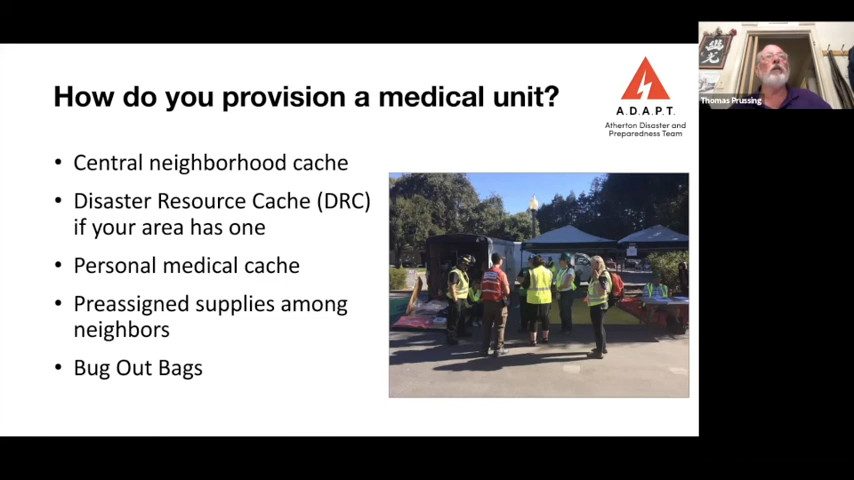 How do you provision a medical unit?
A.D.A.P.T.
Atherton Disaster and
Preparedness Team
• Central neighborhood cache
• Disaster Resource Cache (DRC)
if your area has one
• Personal medical cache
• Preassigned supplies among
neighbors
• Bug Out Bags
Thomas Prussing